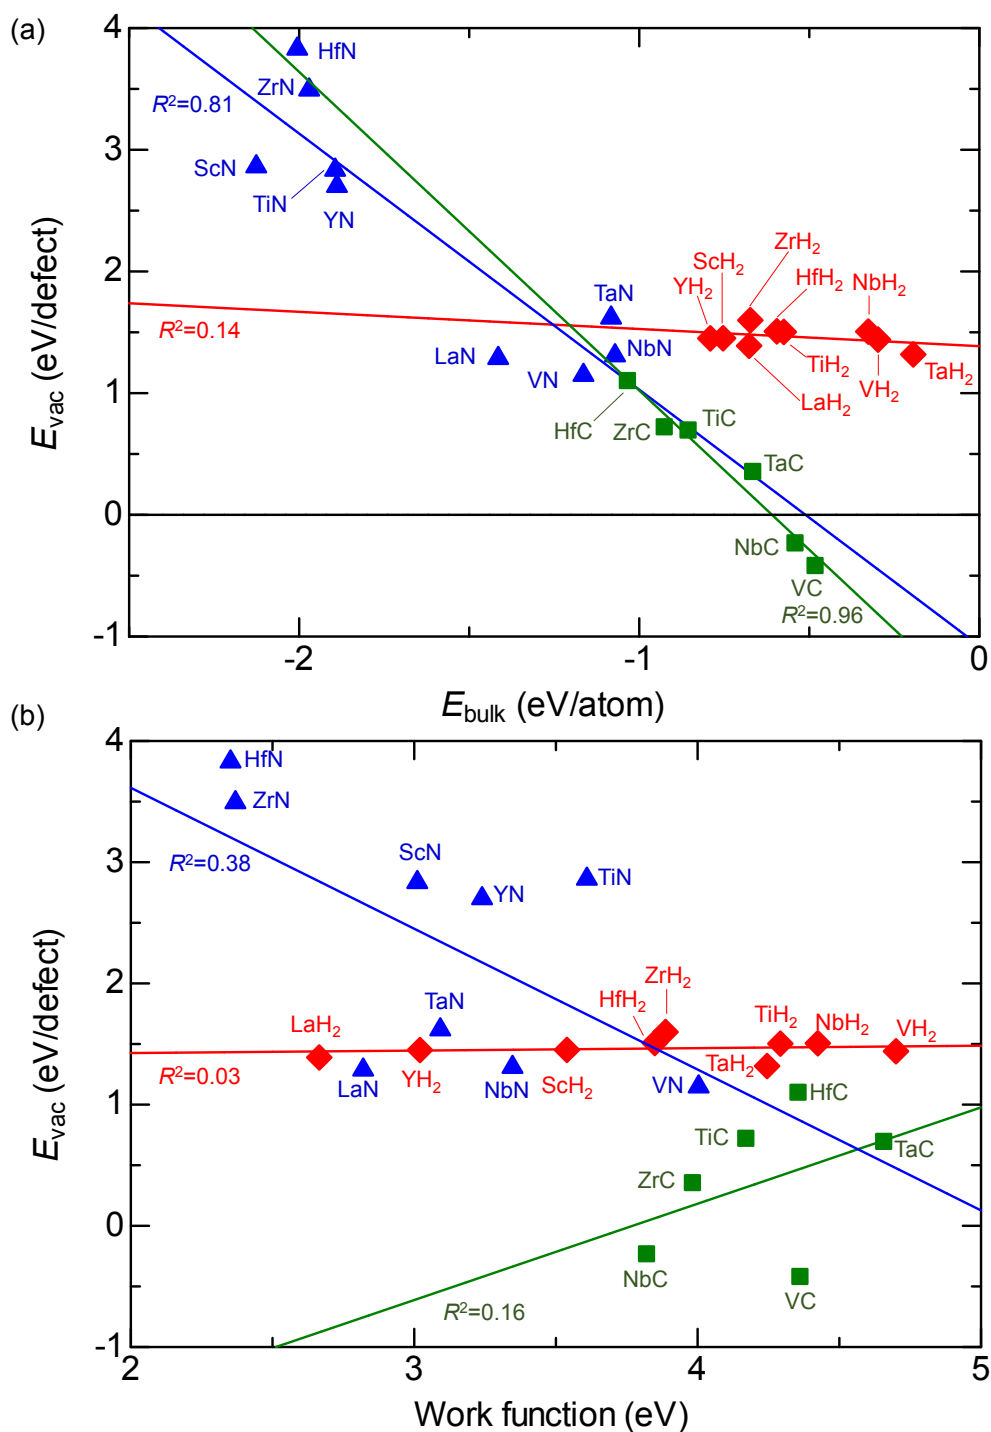 (a)
4
3
2
1
0
-1
-2
-1
0
E_vac (eV/defect)
E_bulk (eV/atom)
HfN
ZrN
R²=0.81
ScN
TiN
YN
ZrH₂
ScH₂
HfH₂
NbH₂
YH₂
TaN
R²=0.14
LaN
NbN
VN
TiH₂
VH₂
TaH₂
LaH₂
HfC
ZrC
TiC
TaC
NbC
VC
R²=0.96
(b)
4
3
2
1
0
-1
2
3
4
5
E_vac (eV/defect)
Work function (eV)
HfN
ZrN
R²=0.38
ScN
YN
TiN
ZrH₂
HfH₂
TaN
LaH₂
TiH₂
NbH₂
VH₂
R²=0.03
LaN
YH₂
NbN
ScH₂
VN
TaH₂
HfC
TiC
TaC
ZrC
NbC
VC
R²=0.16